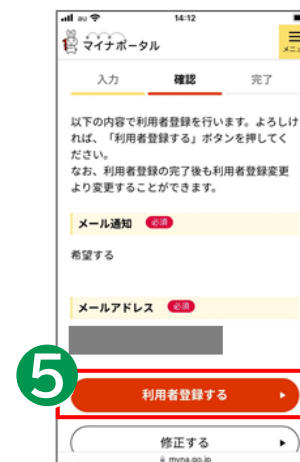 au 14:12
マイナポータル
メニュー
入力 確認 完了
以下の内容で利用者登録を行います。よろしけ
れば、「利用者登録する」ボタンを押してく
ださい。
なお、利用者登録の完了後も利用者登録変更
より変更することができます。
メール通知 必須
希望する
メールアドレス 必須
5
利用者登録する
修正する
myna.go.jp